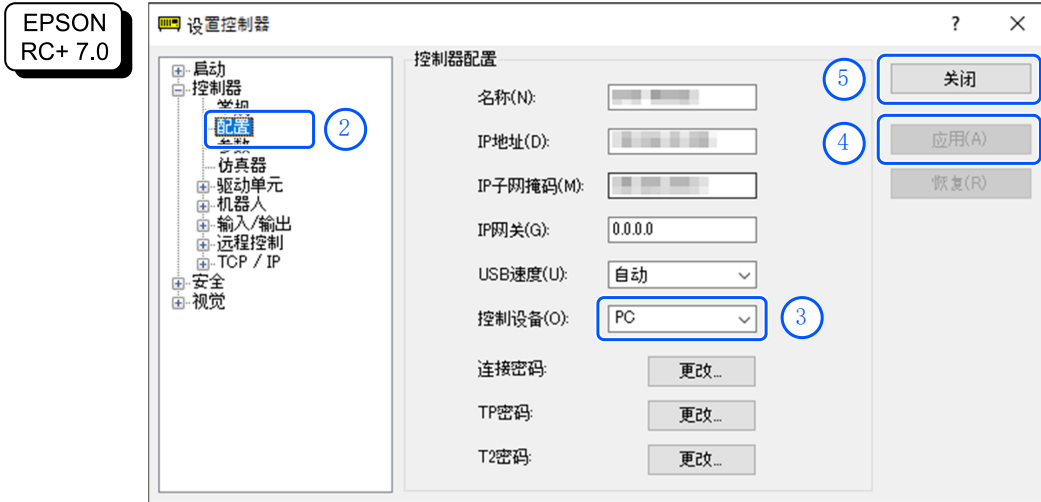 EPSON
RC+ 7.0
设置控制器
?
启动
控制器
常规
配置
参数
仿真器
驱动单元
机器人
输入/输出
远程控制
TCP / IP
安全
视觉
2
控制器配置
名称(N):
IP地址(D):
IP子网掩码(M):
IP网关(G):
0.0.0.0
USB速度(U):
自动
控制设备(O):
PC
3
连接密码:
更改...
TP密码:
更改...
T2密码:
更改...
5
关闭
4
应用(A)
恢复(R)